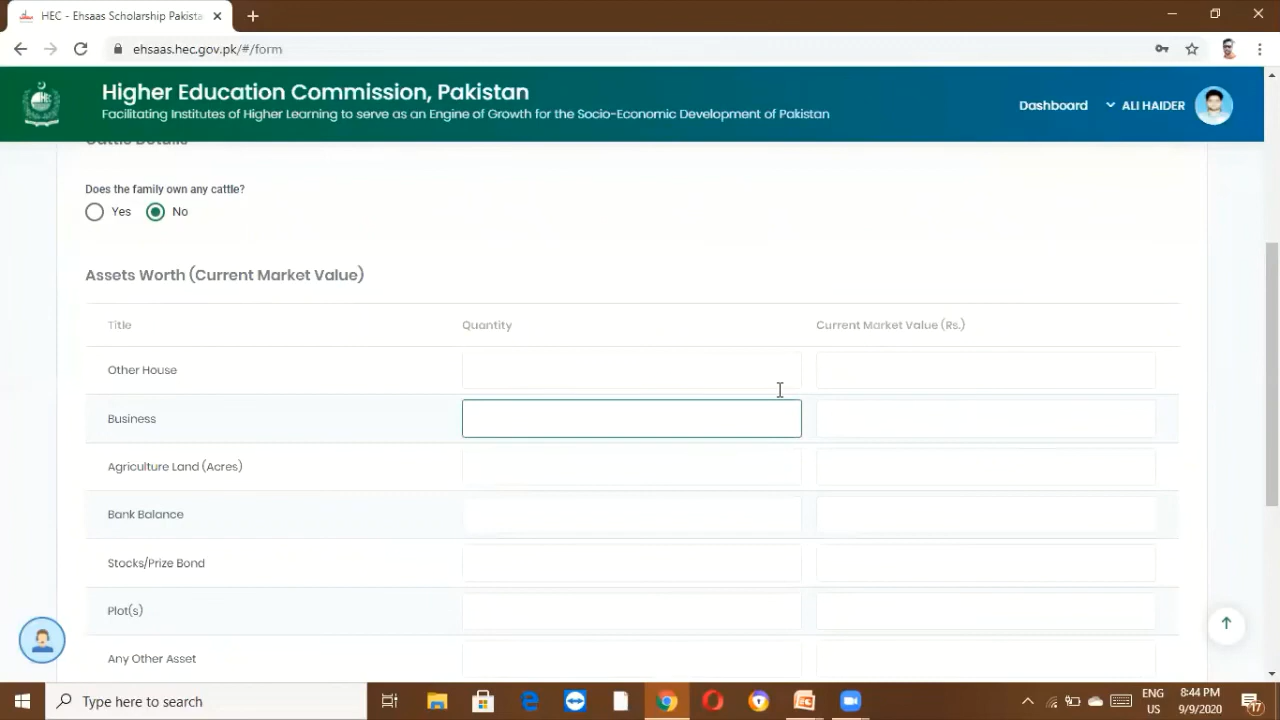 HEC - Ehsaas Scholarship Pakista
ehsaas.hec.gov.pk/#/form
Higher Education Commission, Pakistan
Facilitating Institutes of Higher Learning to serve as an Engine of Growth for the Socio-Economic Development of Pakistan
Dashboard ALI HAIDER
Cattle Details
Does the family own any cattle?
Yes No
Assets Worth (Current Market Value)
Title Quantity Current Market Value (Rs.)
Other House
Business
Agriculture Land (Acres)
Bank Balance
Stocks/Prize Bond
Plot(s)
Any Other Asset
Type here to search
ENG 8:44 PM
US 9/9/2020 17